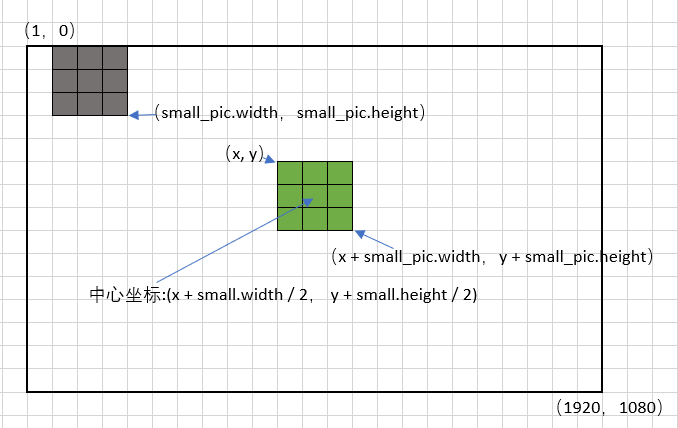 （1，0）
（small_pic.width，small_pic.height）
（x, y）
（x + small_pic.width，y + small_pic.height）
中心坐标:(x + small.width / 2， y + small.height / 2)
（1920，1080）